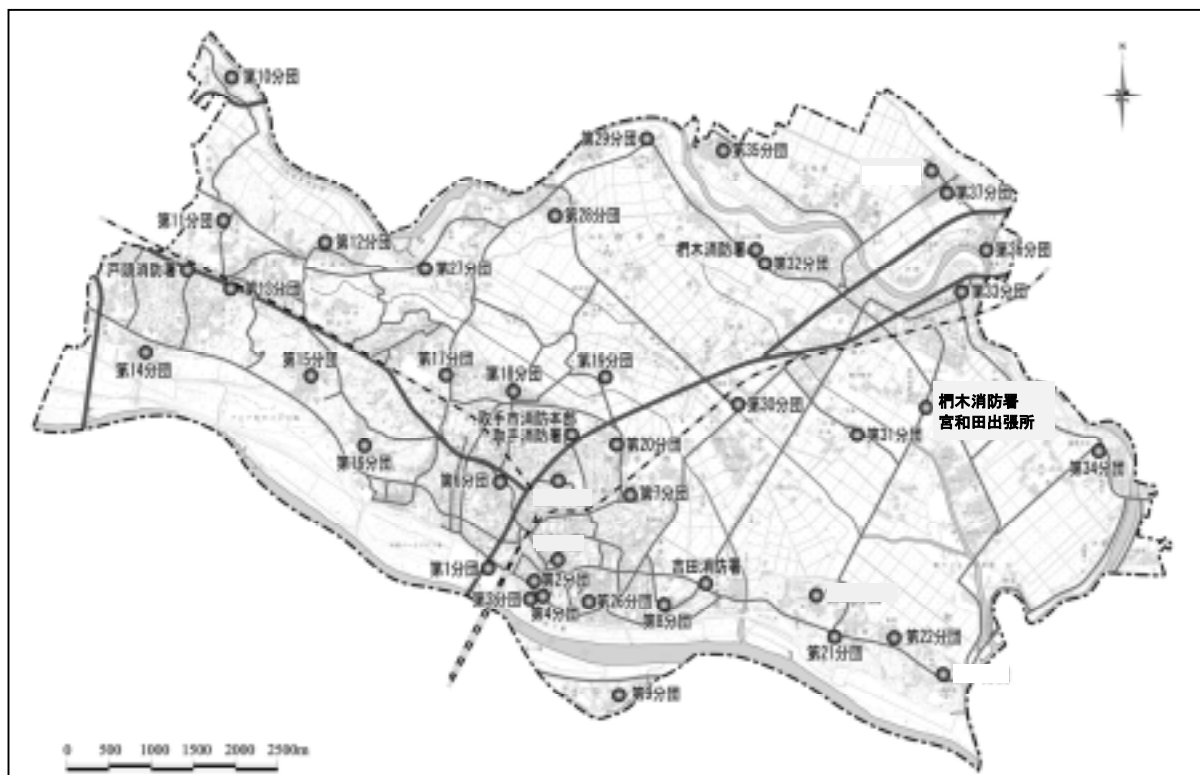 第10分団
第29分団
第35分団
第37分団
第11分団
第28分団
第12分団
椚木消防署
第32分団
第36分団
戸頭消防署
第27分団
第13分団
第33分団
第14分団
第15分団
第17分団
第18分団
第19分団
第30分団
椚木消防署
宮和田出張所
取手市消防本部
取手消防署
第20分団
第31分団
第34分団
第16分団
第6分団
第7分団
第1分団
第2分団
吉田消防署
第3分団
第4分団
第26分団
第8分団
第21分団
第22分団
第9分団
0 500 1000 1500 2000 2500m